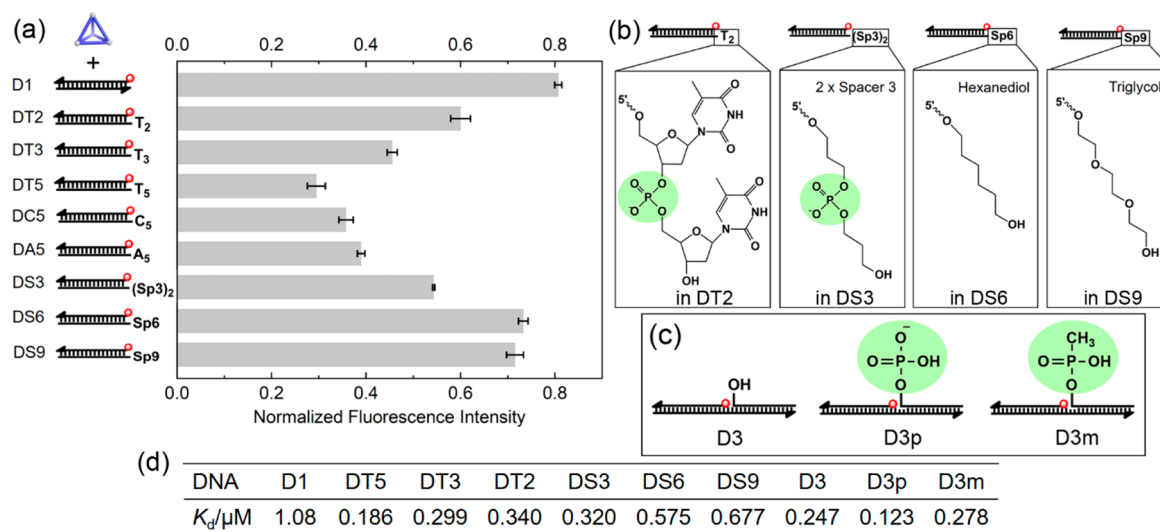 (a)
+
0.0 0.2 0.4 0.6 0.8
D1
DT2 T₂
DT3 T₃
DT5 T₅
DC5 C₅
DA5 A₅
DS3 (Sp3)₂
DS6 Sp6
DS9 Sp9
0.0 0.2 0.4 0.6 0.8
Normalized Fluorescence Intensity
(b)
T₂ (Sp3)₂ Sp6 Sp9
2 x Spacer 3 Hexanediol Triglycol
5' 5' 5' 5'
O O NH O O O
O N O
O
O O O O
O P P O
⁻O O ⁻O O O
O NH OH
O N O O
OH OH OH
in DT2 in DS3 in DS6 in DS9
(c)
O⁻ CH₃
O=P-OH O=P-OH
OH O O
D3 D3p D3m
(d)
DNA D1 DT5 DT3 DT2 DS3 DS6 DS9 D3 D3p D3m
Kd/μM 1.08 0.186 0.299 0.340 0.320 0.575 0.677 0.247 0.123 0.278